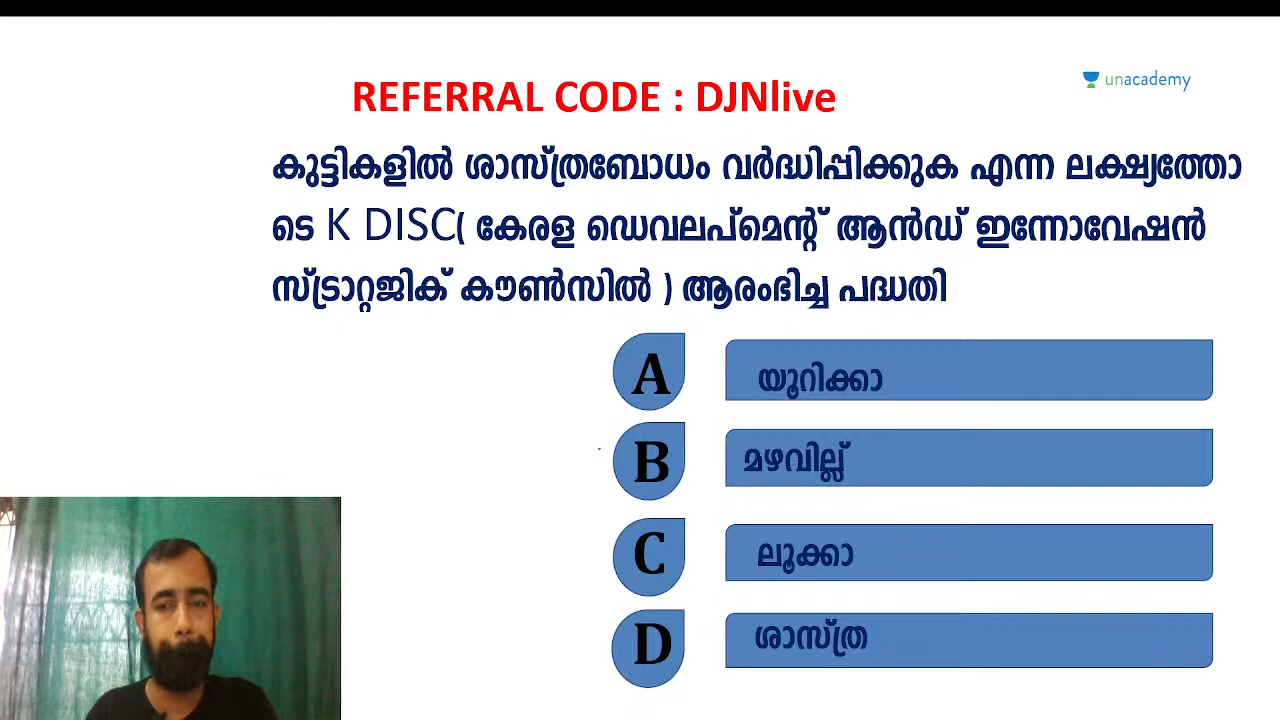 unacademy
REFERRAL CODE : DJNlive
കുട്ടികളിൽ ശാസ്ത്രബോധം വർദ്ധിപ്പിക്കുക എന്ന ലക്ഷ്യത്തോ
ടെ K DISC( കേരള ഡെവലപ്മെന്റ് ആൻഡ് ഇന്നോവേഷൻ
സ്ട്രാറ്റജിക് കൗൺസിൽ ) ആരംഭിച്ച പദ്ധതി
A യൂറിക്കാ
B മഴവില്ല്
C ലൂക്കാ
D ശാസ്ത്ര